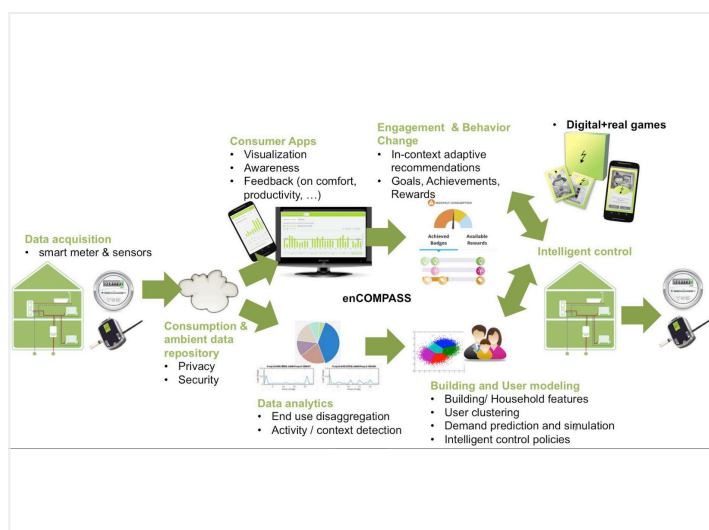 Data acquisition
• smart meter & sensors
Consumption &
ambient data
repository
• Privacy
• Security
Consumer Apps
• Visualization
• Awareness
• Feedback (on comfort,
productivity, …)
Engagement & Behavior
Change
• In-context adaptive
recommendations
• Goals, Achievements,
Rewards
MONTHLY CONSUMPTION
Achieved
Badges
Available
Rewards
• Digital+real games
Intelligent control
enCOMPASS
Data analytics
• End use disaggregation
• Activity / context detection
Building and User modeling
• Building/ Household features
• User clustering
• Demand prediction and simulation
• Intelligent control policies